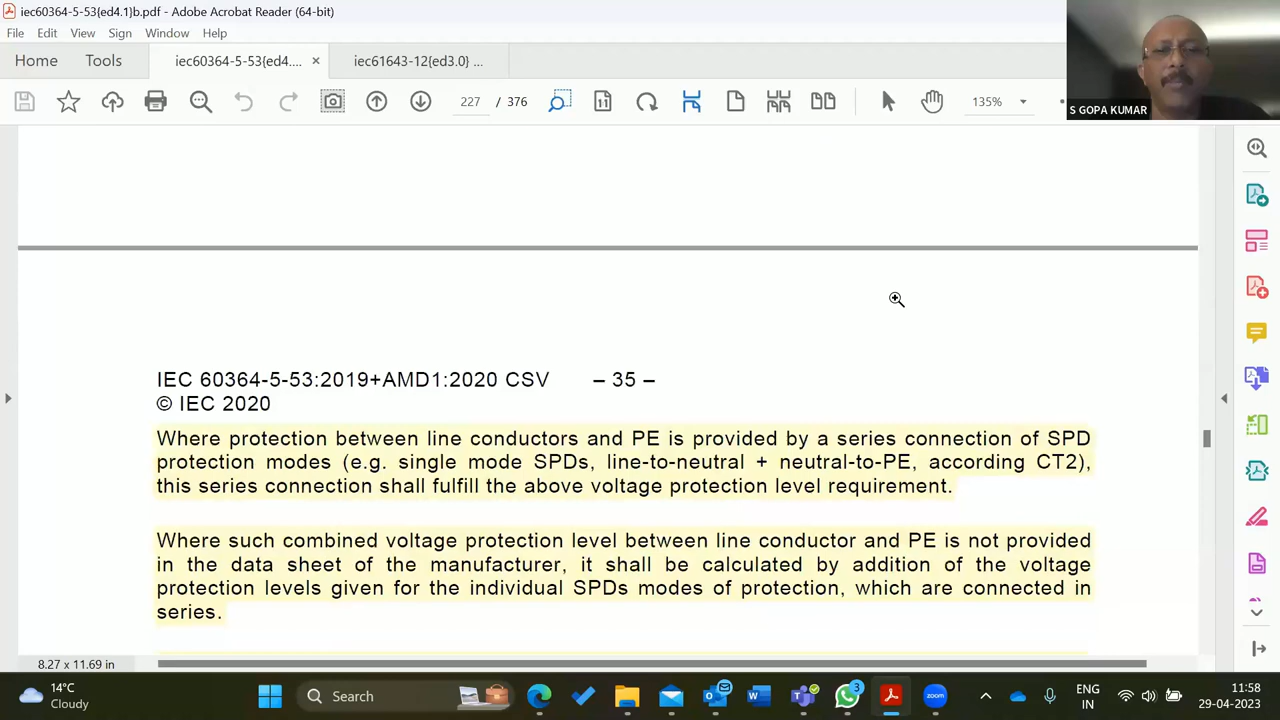 iec60364-5-53{ed4.1}b.pdf - Adobe Acrobat Reader (64-bit)
File Edit View Sign Window Help
Home Tools iec60364-5-53{ed4.... × iec61643-12{ed3.0} ...
227 / 376 135%
S GOPA KUMAR
IEC 60364-5-53:2019+AMD1:2020 CSV – 35 –
© IEC 2020
Where protection between line conductors and PE is provided by a series connection of SPD
protection modes (e.g. single mode SPDs, line-to-neutral + neutral-to-PE, according CT2),
this series connection shall fulfill the above voltage protection level requirement.
Where such combined voltage protection level between line conductor and PE is not provided
in the data sheet of the manufacturer, it shall be calculated by addition of the voltage
protection levels given for the individual SPDs modes of protection, which are connected in
series.
8.27 x 11.69 in
14°C
Cloudy
Search
3
zoom
ENG
IN
11:58
29-04-2023